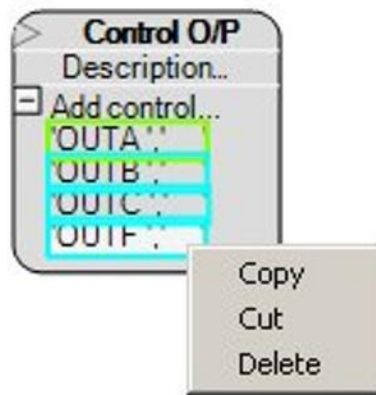 Control O/P
Description...
Add control...
'OUTA ',' '
'OUTB ','
'OUTC ','
'OUTF ','
Copy
Cut
Delete